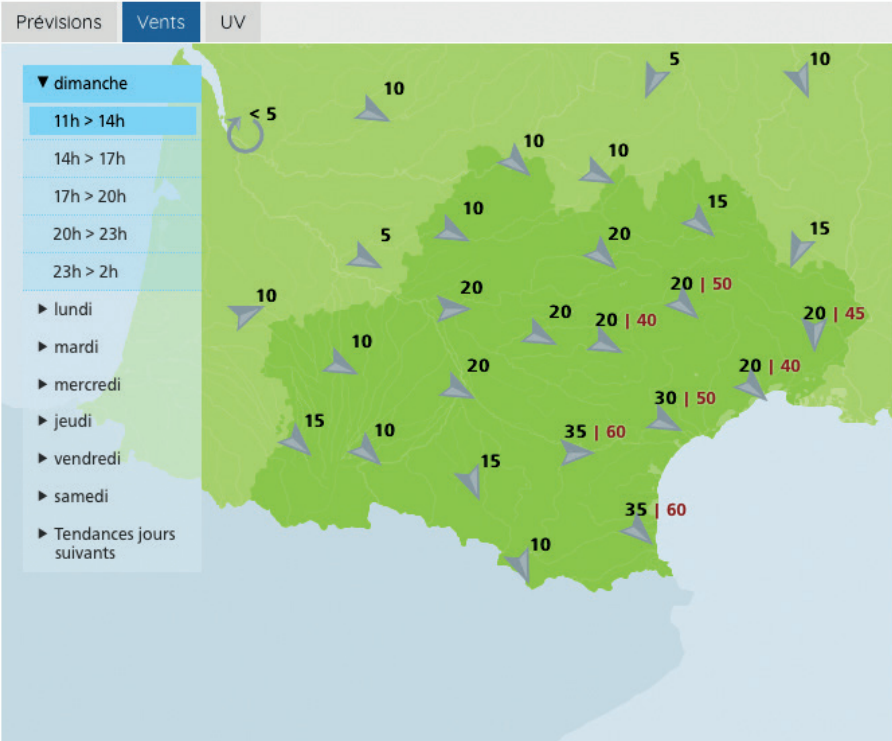 Prévisions
Vents
UV
▼ dimanche
11h > 14h
14h > 17h
17h > 20h
20h > 23h
23h > 2h
▶ lundi
▶ mardi
▶ mercredi
▶ jeudi
▶ vendredi
▶ samedi
▶ Tendances jours
suivants
5
10
10
< 5
10
10
15
10
20
15
5
20 | 50
20
10
20
20 | 40
20 | 45
10
20
20 | 40
30 | 50
15
10
35 | 60
15
35 | 60
10